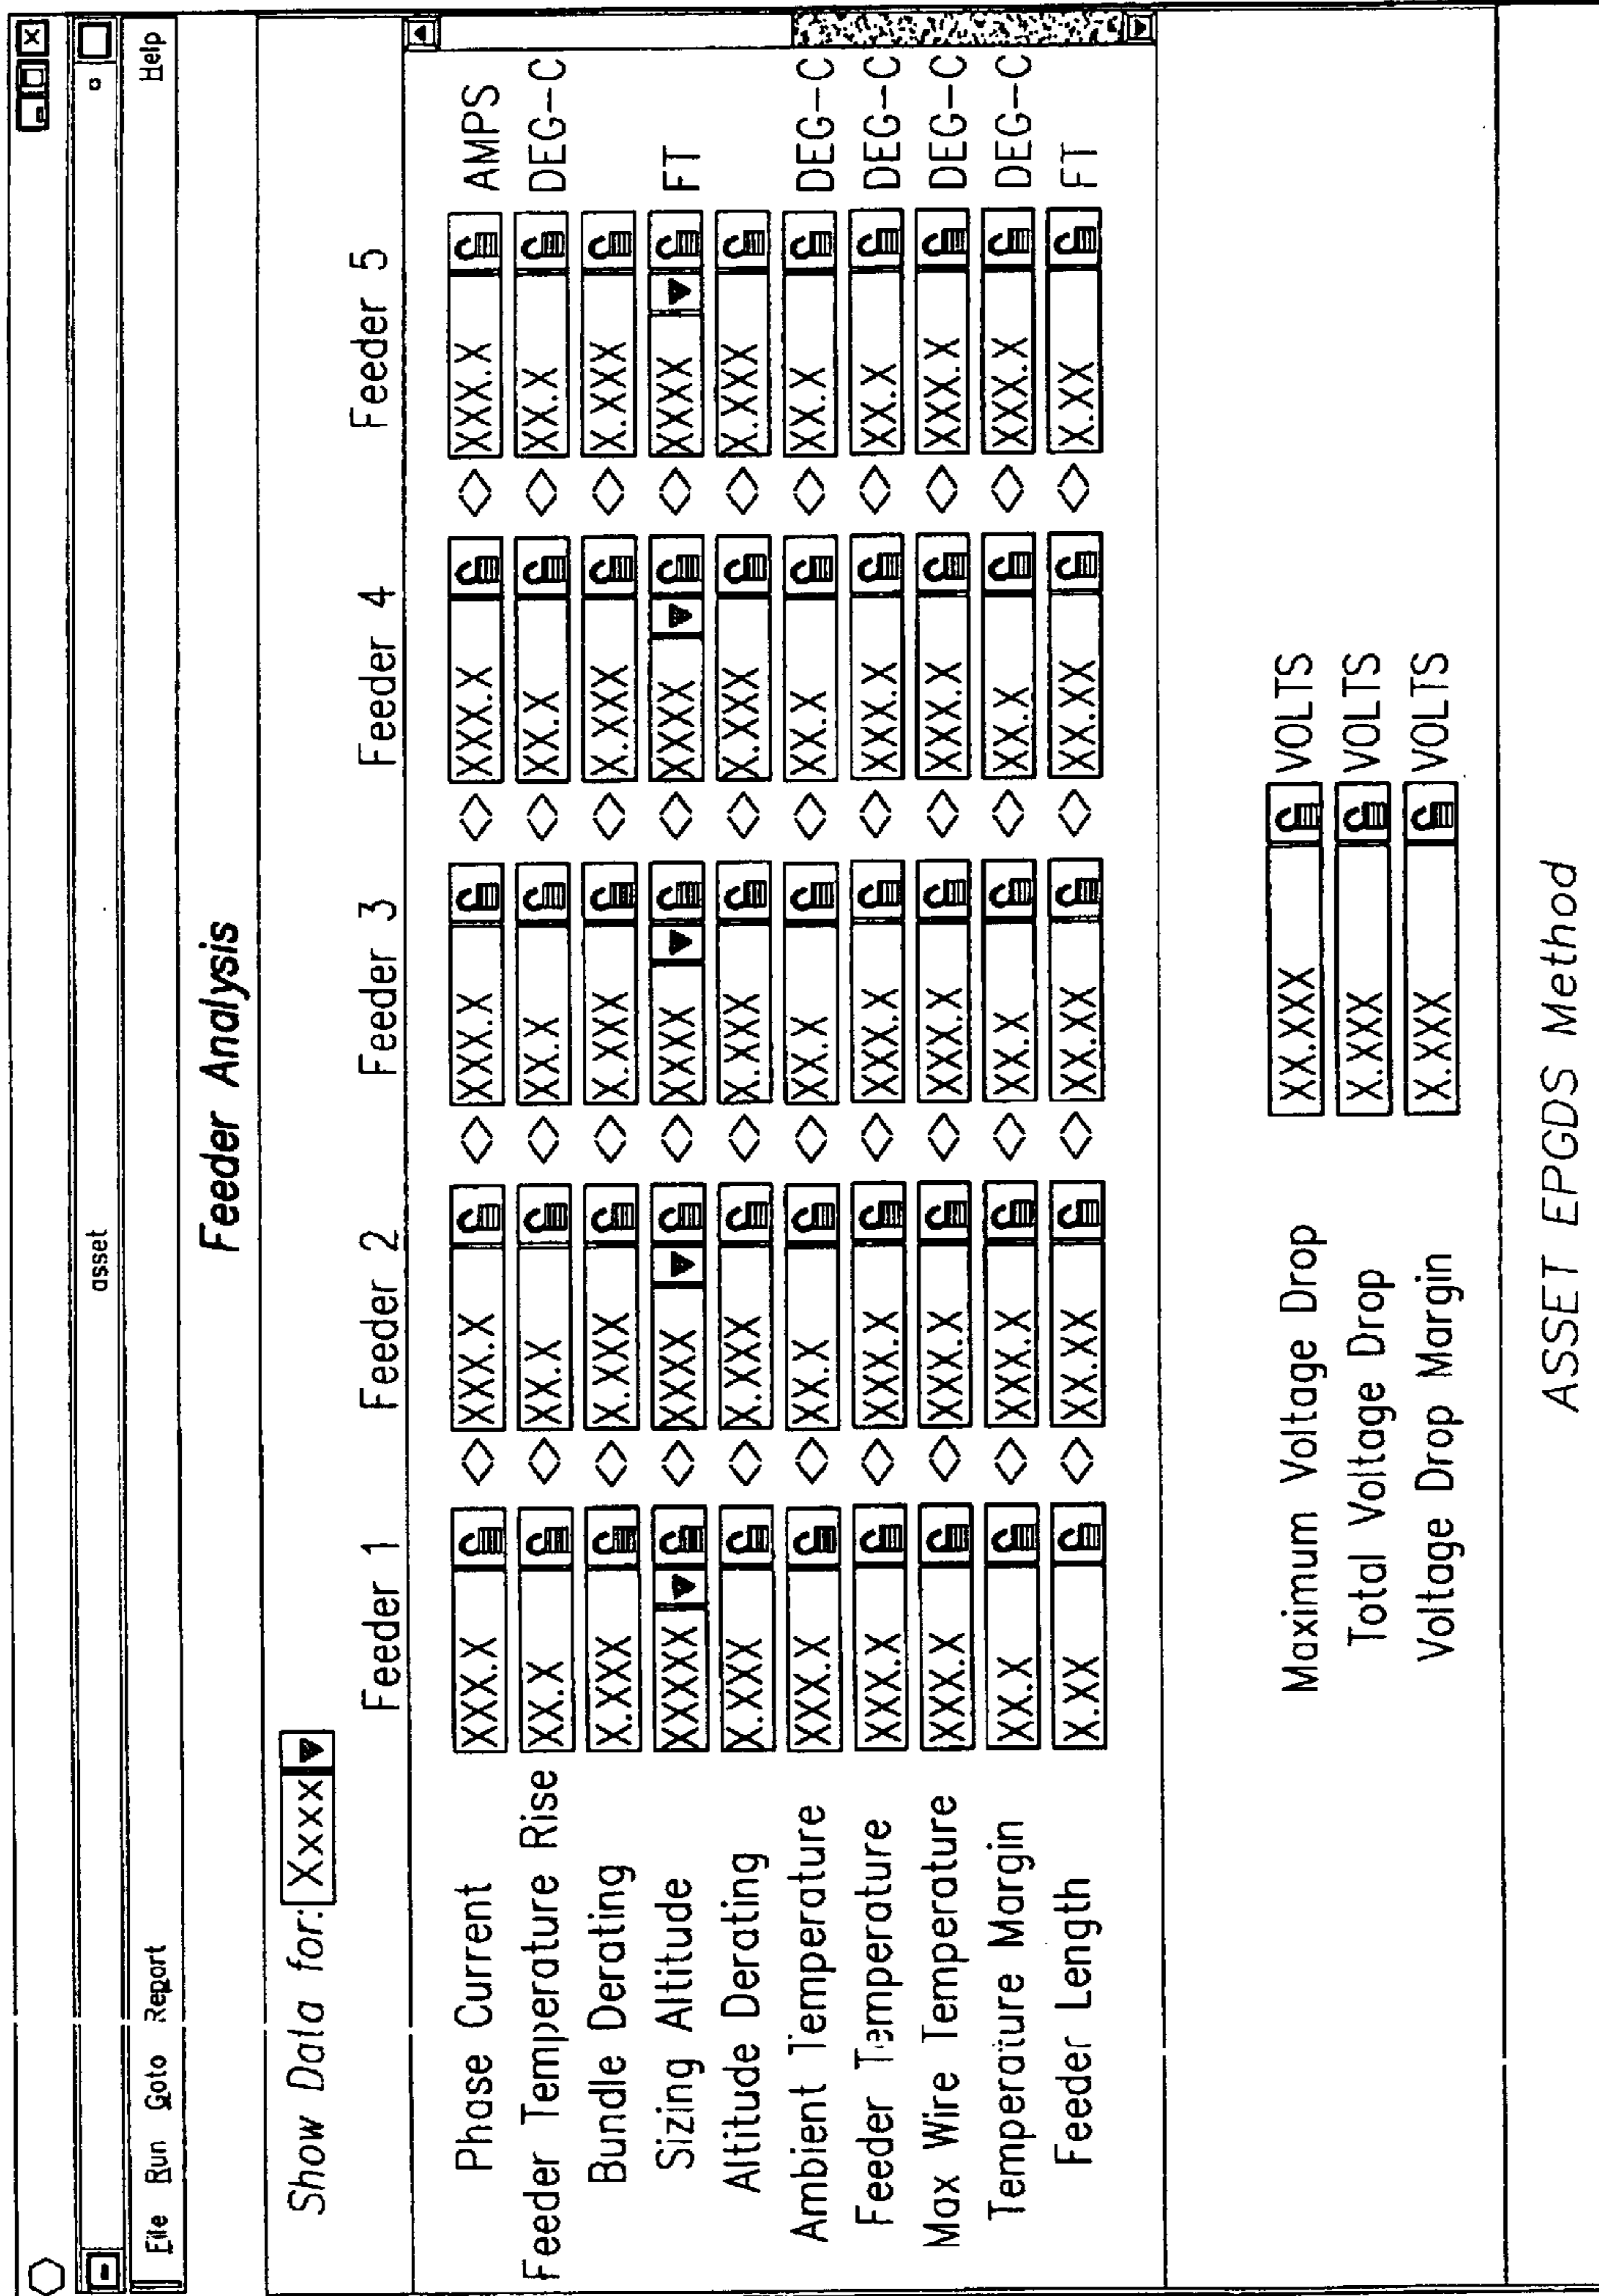 asset
File Run Goto Report Help
Feeder Analysis
Show Data for: Xxxx
Feeder 1 Feeder 2 Feeder 3 Feeder 4 Feeder 5
Phase Current XXX.X XXX.X XXX.X XXX.X XXX.X AMPS
Feeder Temperature Rise XX.X XX.X XX.X XX.X XX.X DEG-C
Bundle Derating X.XXX X.XXX X.XXX X.XXX X.XXX
Sizing Altitude XXXXX XXXX XXXX XXXX XXXX FT
Altitude Derating X.XXX X.XXX X.XXX X.XXX X.XXX
Ambient Temperature XXX.X XX.X XX.X XX.X XX.X DEG-C
Feeder Temperature XXX.X XXX.X XXX.X XXX.X XX.X DEG-C
Max Wire Temperature XXX.X XXX.X XXX.X XXX.X XXX.X DEG-C
Temperature Margin XX.X XXX.X XX.X XX.X XXX.X DEG-C
Feeder Length X.XX XX.XX XX.XX XX.XX X.XX FT
Maximum Voltage Drop XX.XXX VOLTS
Total Voltage Drop X.XXX VOLTS
Voltage Drop Margin X.XXX VOLTS
ASSET EPGDS Method